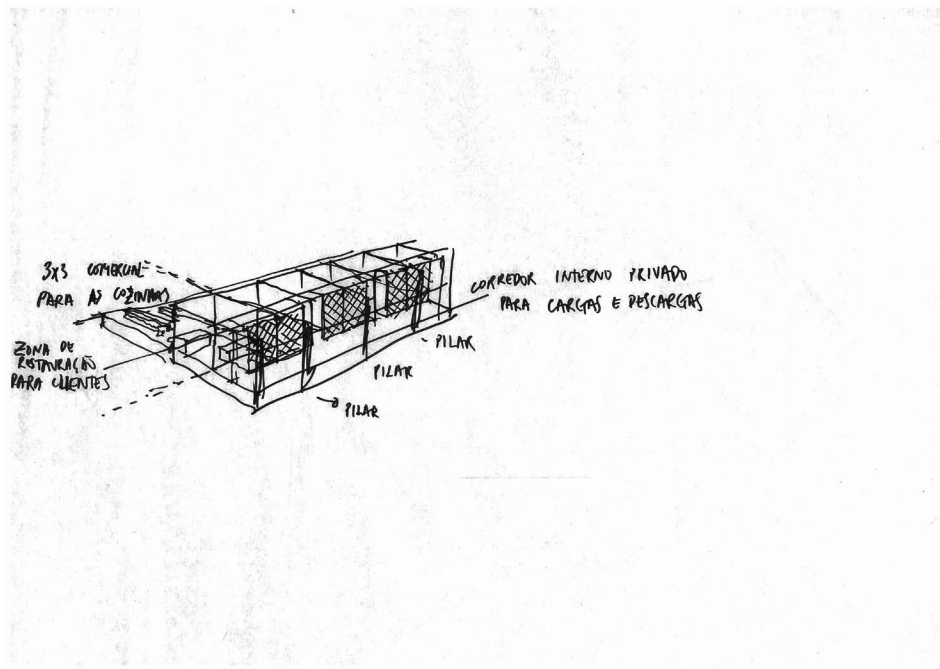 3x3 COMERCIAL
PARA AS COZINHAS
ZONA DE
RESTAURAÇÃO
PARA CLIENTES
CORREDOR INTERNO PRIVADO
PARA CARGAS E DESCARGAS
PILAR
PILAR
PILAR